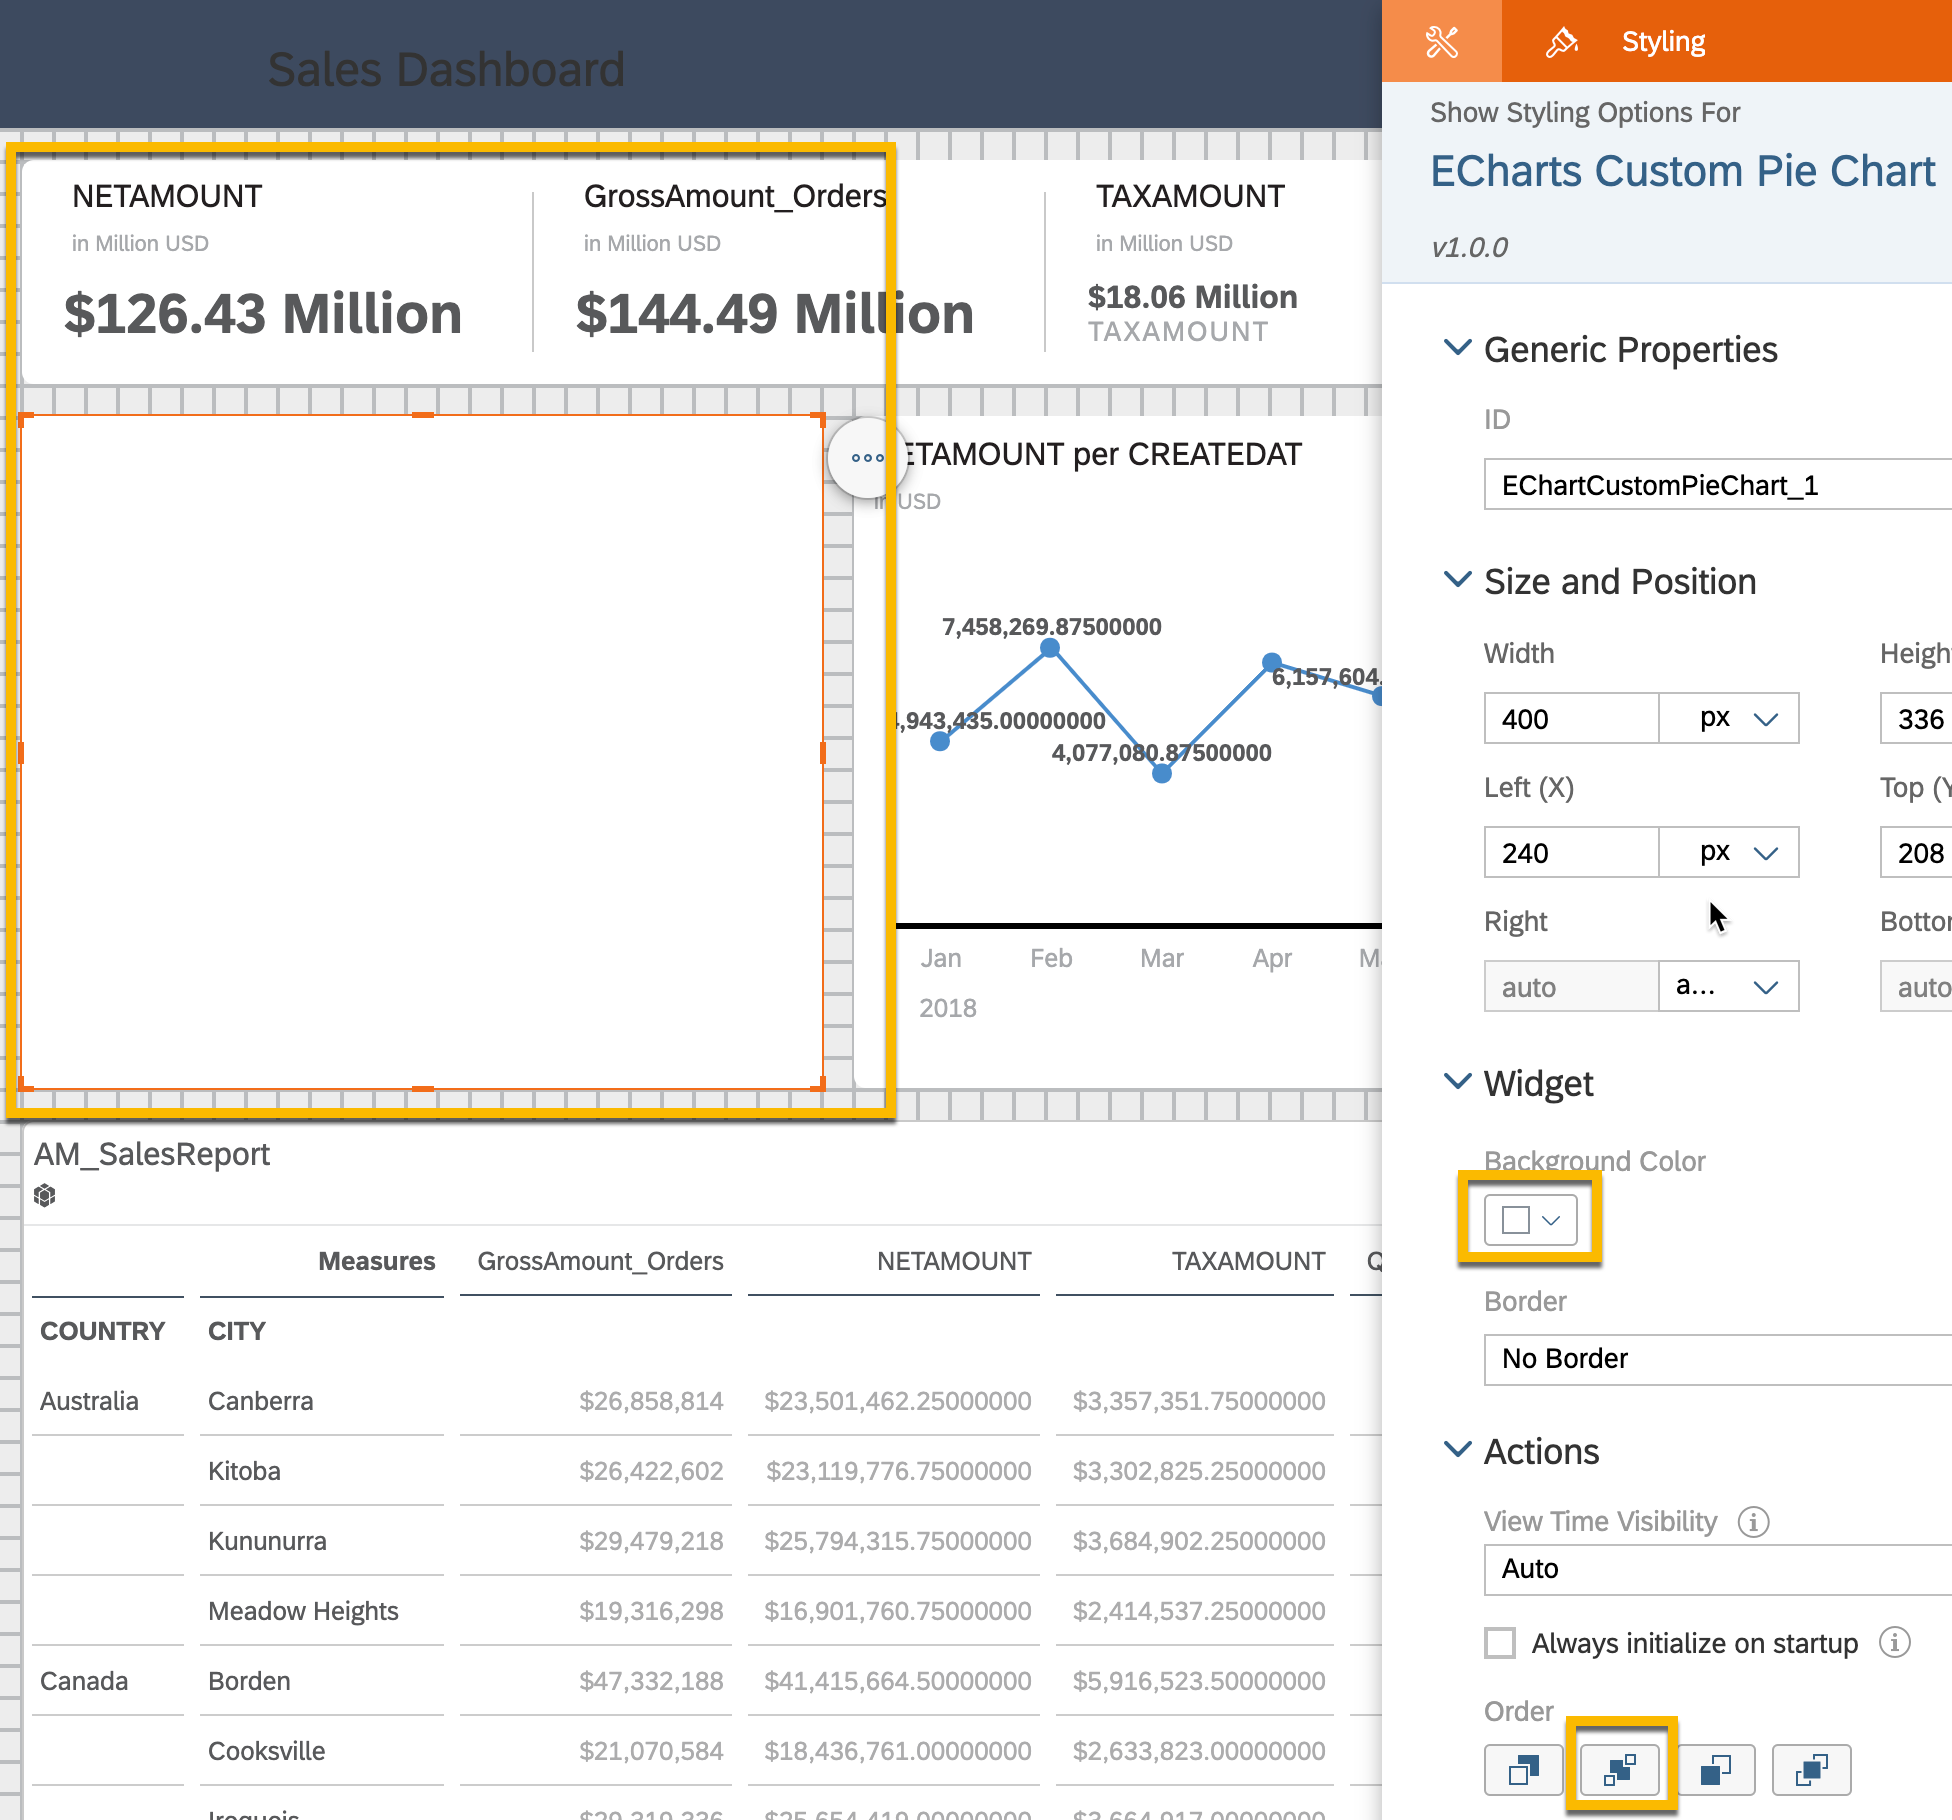 Sales Dashboard
Styling
Show Styling Options For
ECharts Custom Pie Chart
v1.0.0
NETAMOUNT
in Million USD
$126.43 Million
GrossAmount_Orders
in Million USD
$144.49 Million
TAXAMOUNT
in Million USD
$18.06 Million
TAXAMOUNT
ETAMOUNT per CREATEDAT
in USD
7,458,269.87500000
4,943,435.00000000
4,077,080.87500000
6,157,604.
Jan Feb Mar Apr
2018
AM_SalesReport
Measures GrossAmount_Orders NETAMOUNT TAXAMOUNT
COUNTRY CITY
Australia Canberra $26,858,814 $23,501,462.25000000 $3,357,351.75000000
Kitoba $26,422,602 $23,119,776.75000000 $3,302,825.25000000
Kununurra $29,479,218 $25,794,315.75000000 $3,684,902.25000000
Meadow Heights $19,316,298 $16,901,760.75000000 $2,414,537.25000000
Canada Borden $47,332,188 $41,415,664.50000000 $5,916,523.50000000
Cooksville $21,070,584 $18,436,761.00000000 $2,633,823.00000000
Generic Properties
ID
EChartCustomPieChart_1
Size and Position
Width Heigh
400 px 336
Left (X) Top (Y
240 px 208
Right Bottom
auto a... auto
Widget
Background Color
Border
No Border
Actions
View Time Visibility
Auto
Always initialize on startup
Order